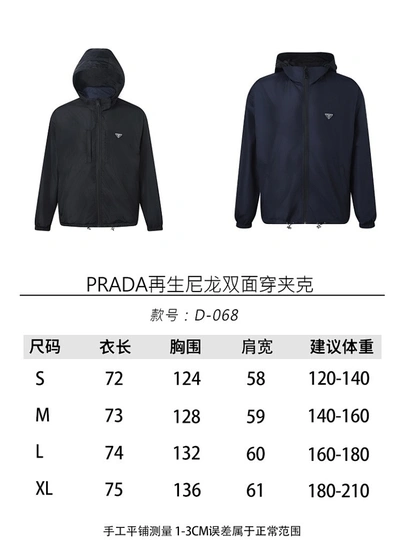 PRADA再生尼龙双面穿夹克
款号：D-068
尺码 衣长 胸围 肩宽 建议体重
S 72 124 58 120-140
M 73 128 59 140-160
L 74 132 60 160-180
XL 75 136 61 180-210
手工平铺测量 1-3CM误差属于正常范围